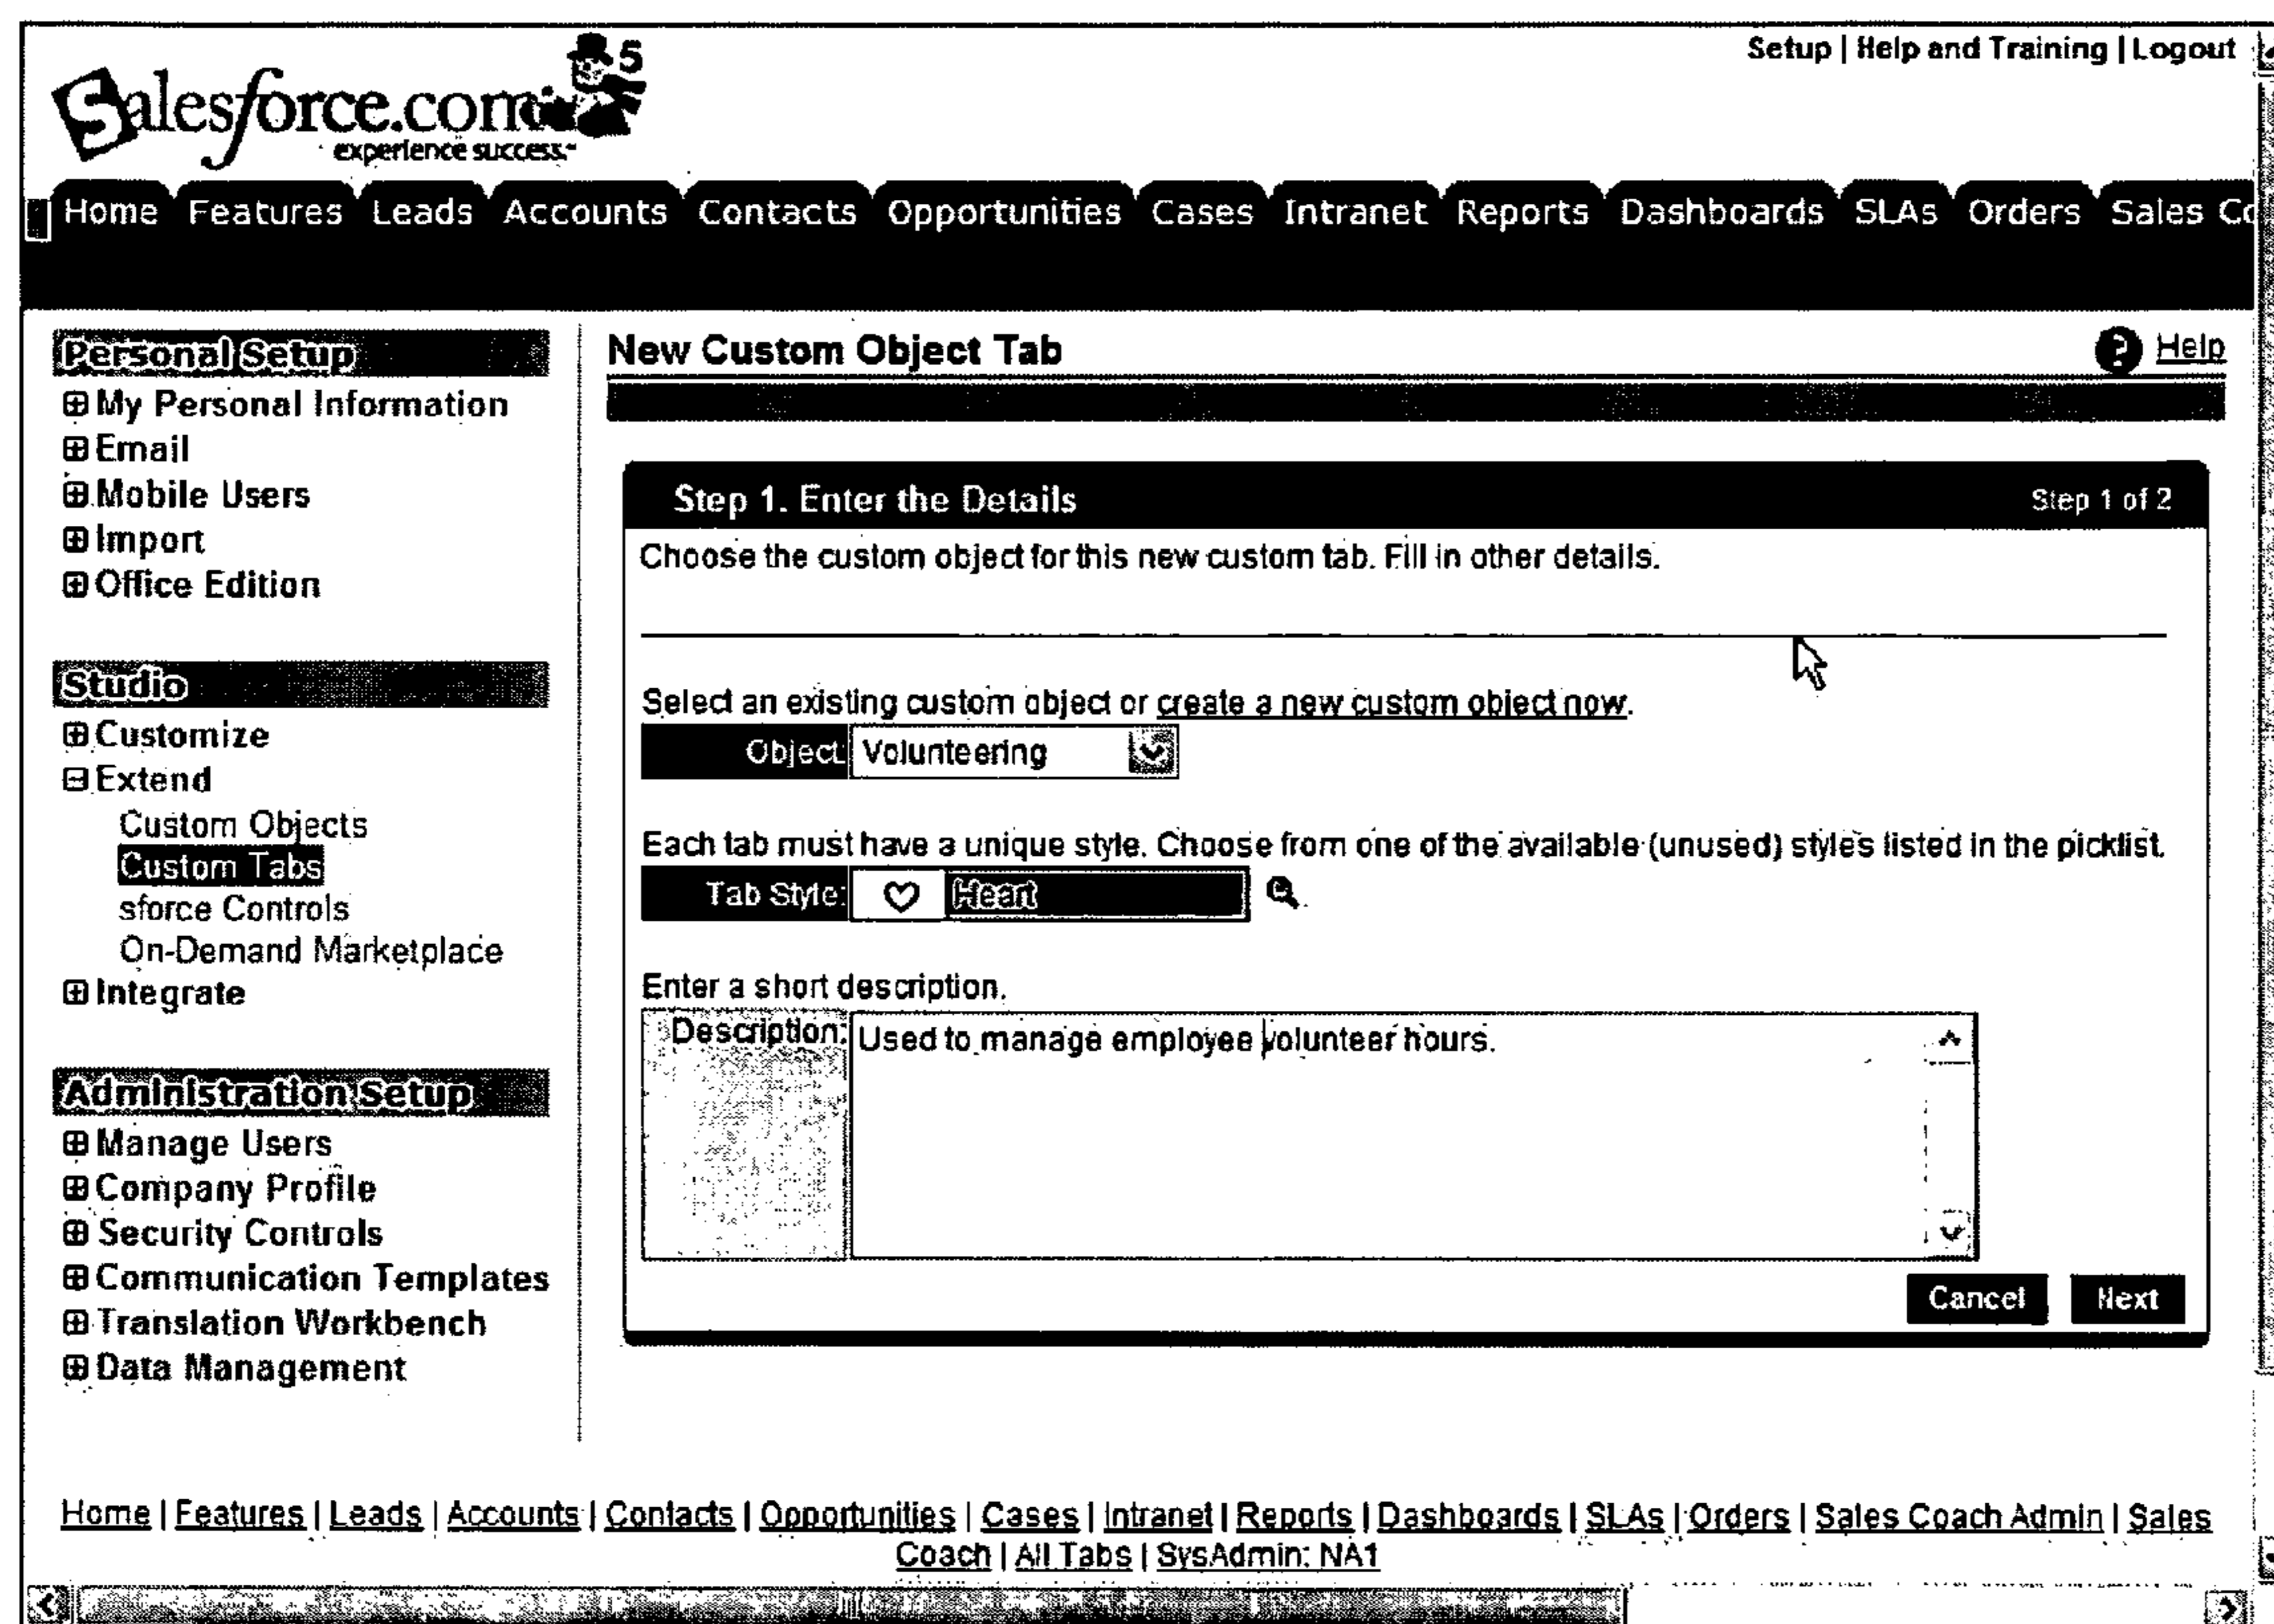 Setup | Help and Training | Logout
Salesforce.com 5
experience success.™
Home Features Leads Accounts Contacts Opportunities Cases Intranet Reports Dashboards SLAs Orders Sales Co
Personal Setup
My Personal Information
Email
Mobile Users
Import
Office Edition
Studio
Customize
Extend
Custom Objects
Custom Tabs
sforce Controls
On-Demand Marketplace
Integrate
Administration Setup
Manage Users
Company Profile
Security Controls
Communication Templates
Translation Workbench
Data Management
New Custom Object Tab
? Help
Step 1. Enter the Details Step 1 of 2
Choose the custom object for this new custom tab. Fill in other details.
Select an existing custom object or create a new custom object now.
Object: Volunteering
Each tab must have a unique style. Choose from one of the available (unused) styles listed in the picklist.
Tab Style: Heart
Enter a short description.
Description: Used to manage employee volunteer hours.
Cancel Next
Home | Features | Leads | Accounts | Contacts | Opportunities | Cases | Intranet | Reports | Dashboards | SLAs | Orders | Sales Coach Admin | Sales
Coach | All Tabs | SysAdmin: NA1